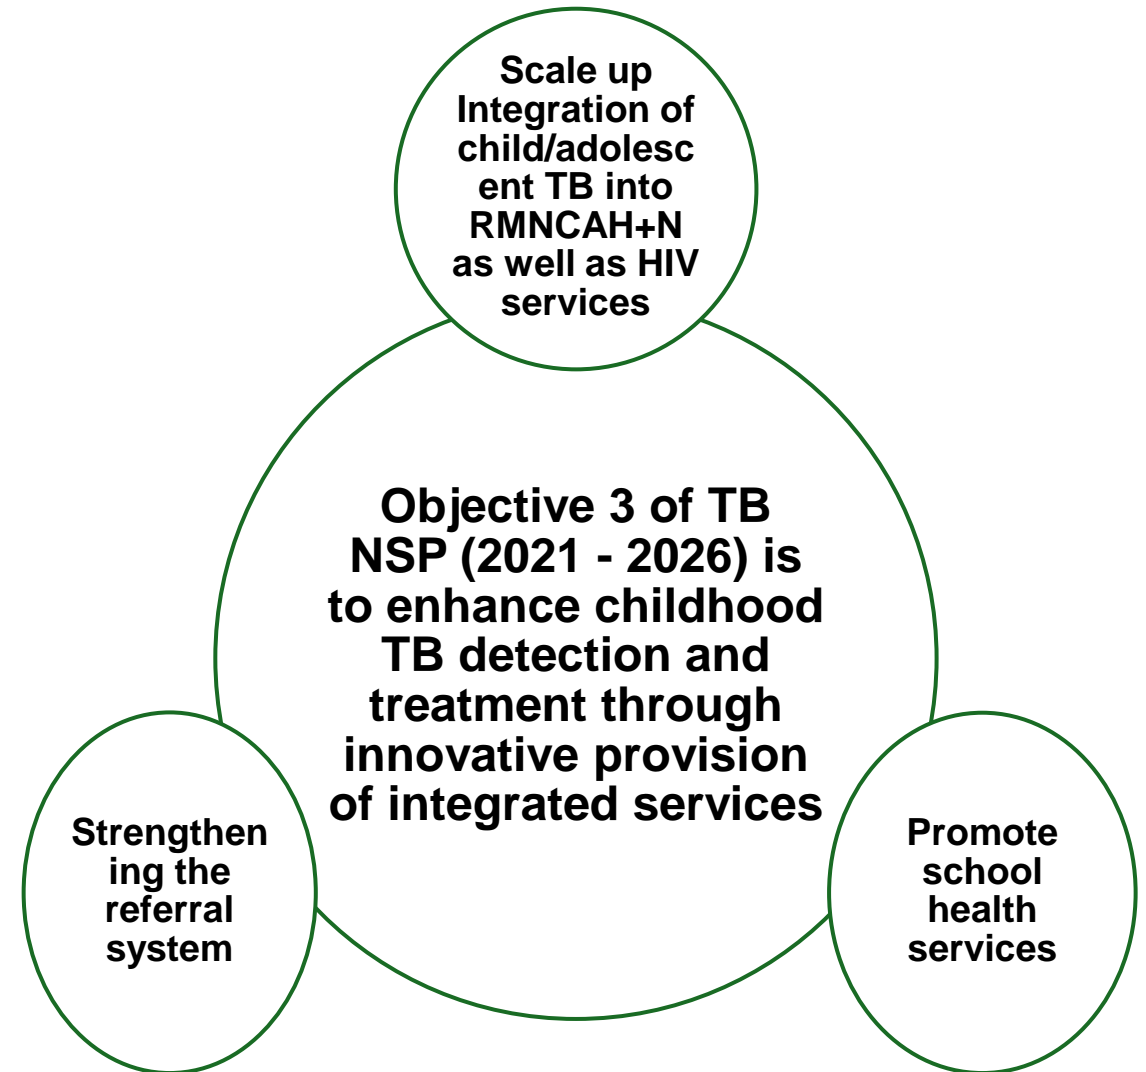 Scale up
Integration of
child/adolesc
ent TB into
RMNCAH+N
as well as HIV
services
Objective 3 of TB
NSP (2021 - 2026) is
to enhance childhood
TB detection and
treatment through
innovative provision
of integrated services
Strengthen
ing the
referral
system
Promote
school
health
services